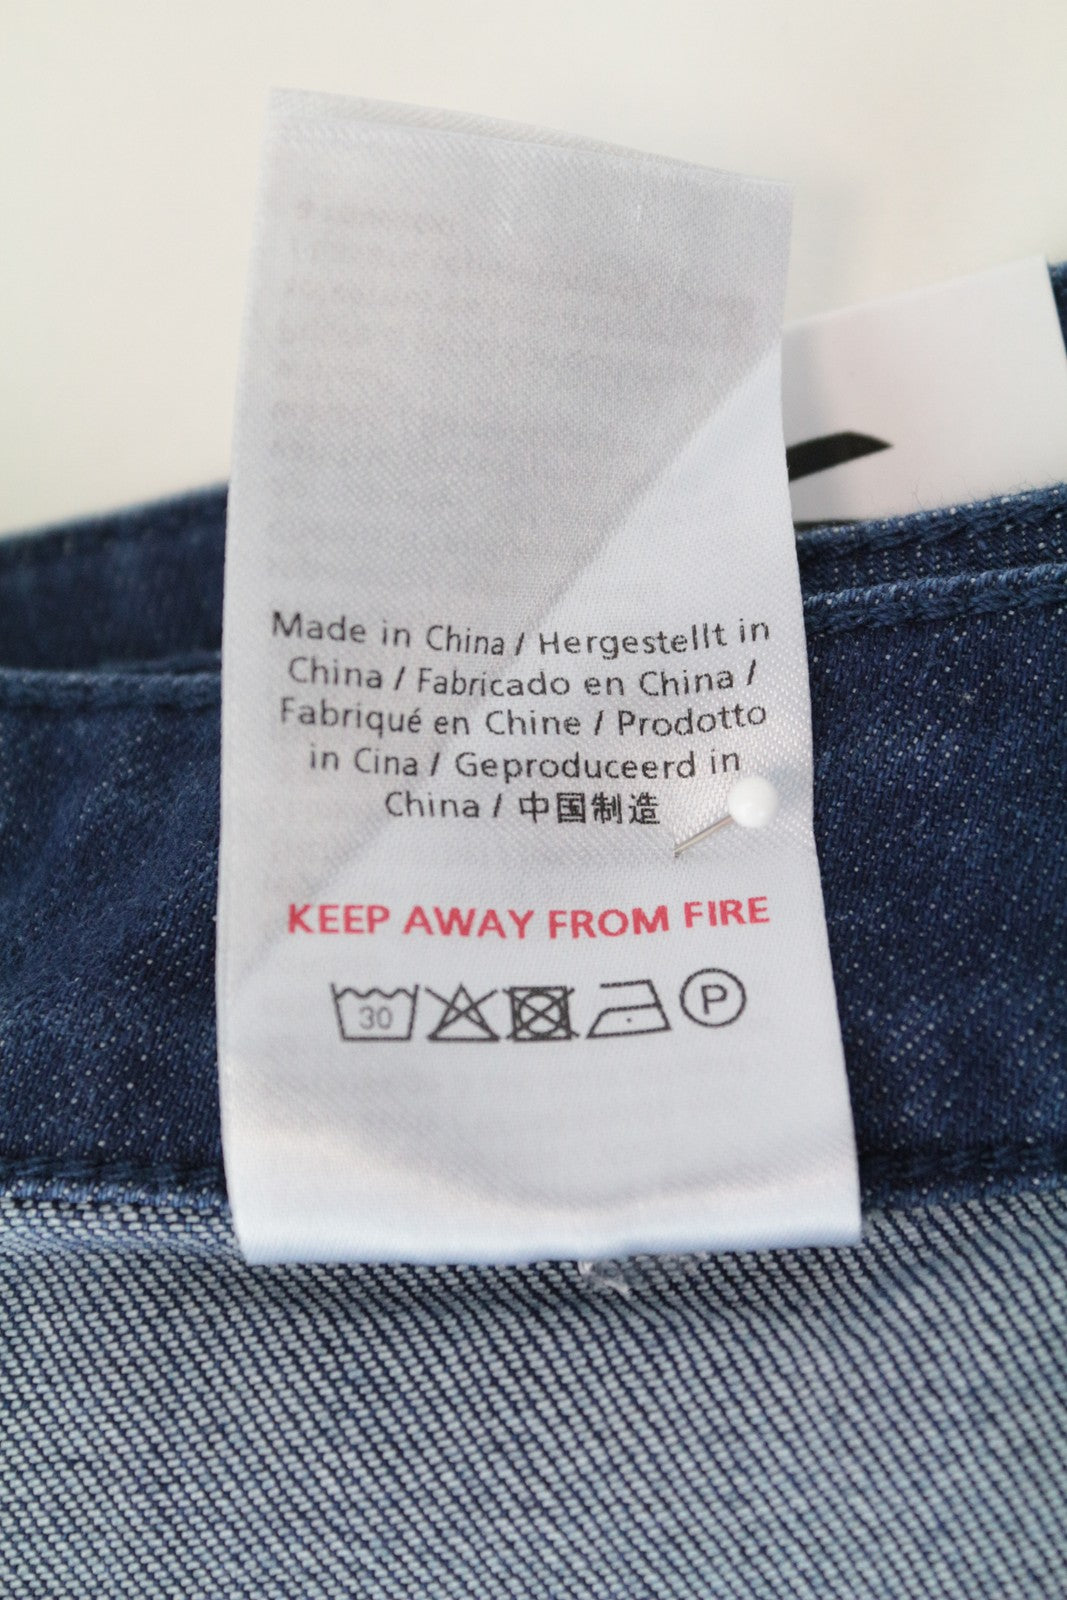 Made in China / Hergestellt in
China / Fabricado en China /
Fabriqué en Chine / Prodotto
in Cina / Geproduceerd in
China / 中国制造
KEEP AWAY FROM FIRE
30 P